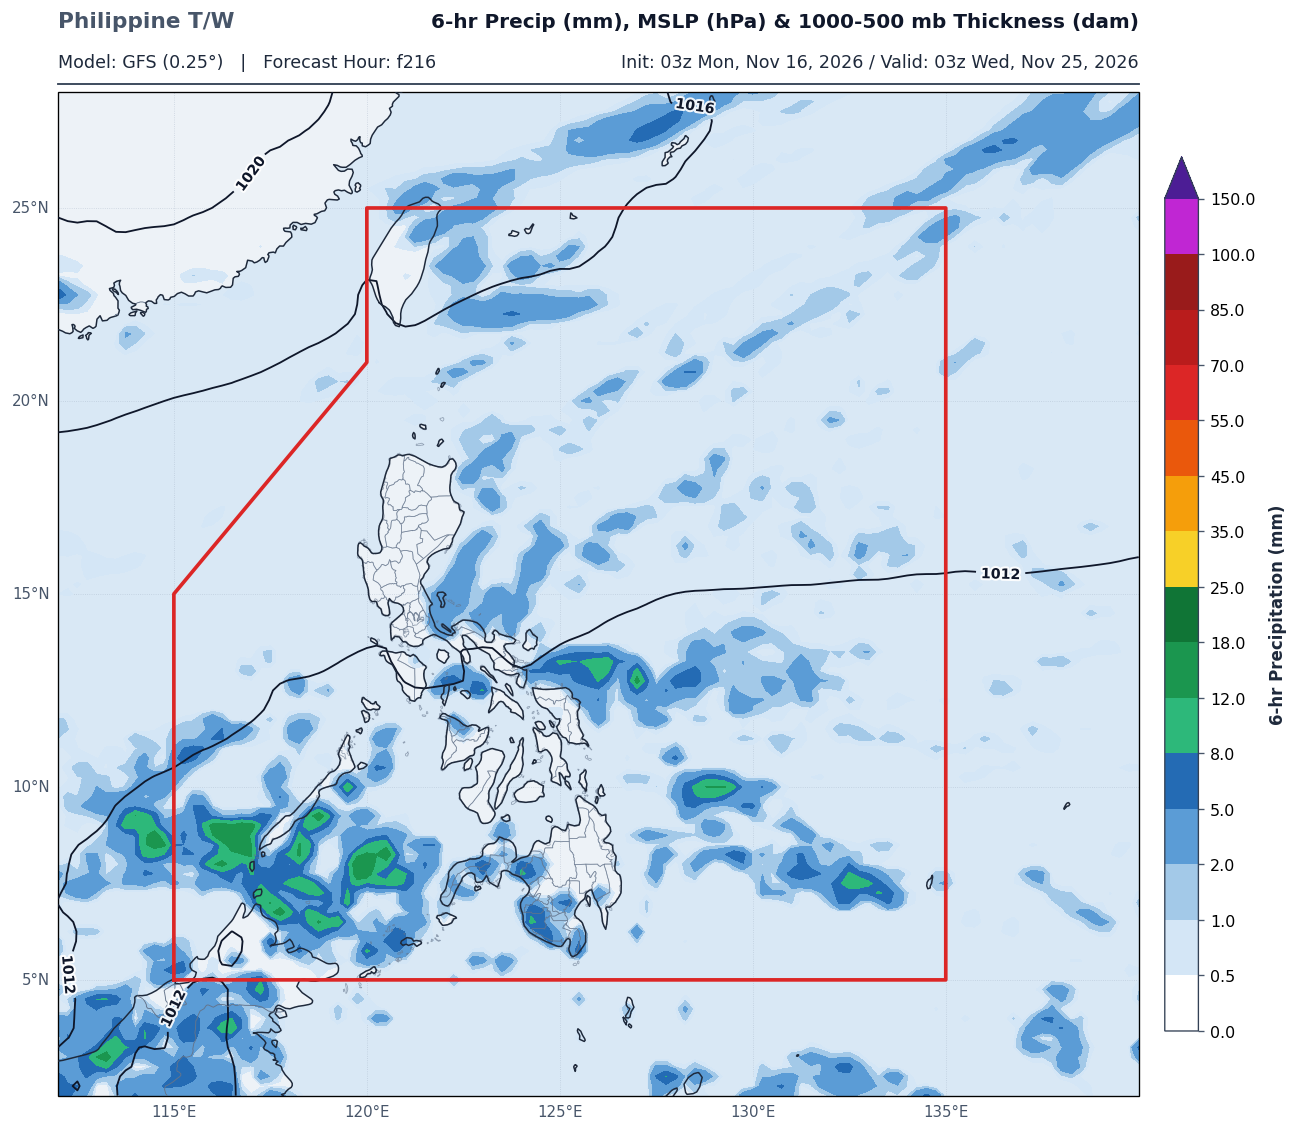 Philippine T/W
6-hr Precip (mm), MSLP (hPa) & 1000-500 mb Thickness (dam)
Model: GFS (0.25°) | Forecast Hour: f216
Init: 03z Mon, Nov 16, 2026 / Valid: 03z Wed, Nov 25, 2026
1016
1020
1012
1012
1012
25°N
20°N
15°N
10°N
5°N
115°E
120°E
125°E
130°E
135°E
150.0
100.0
85.0
70.0
55.0
45.0
35.0
25.0
18.0
12.0
8.0
5.0
2.0
1.0
0.5
0.0
6-hr Precipitation (mm)